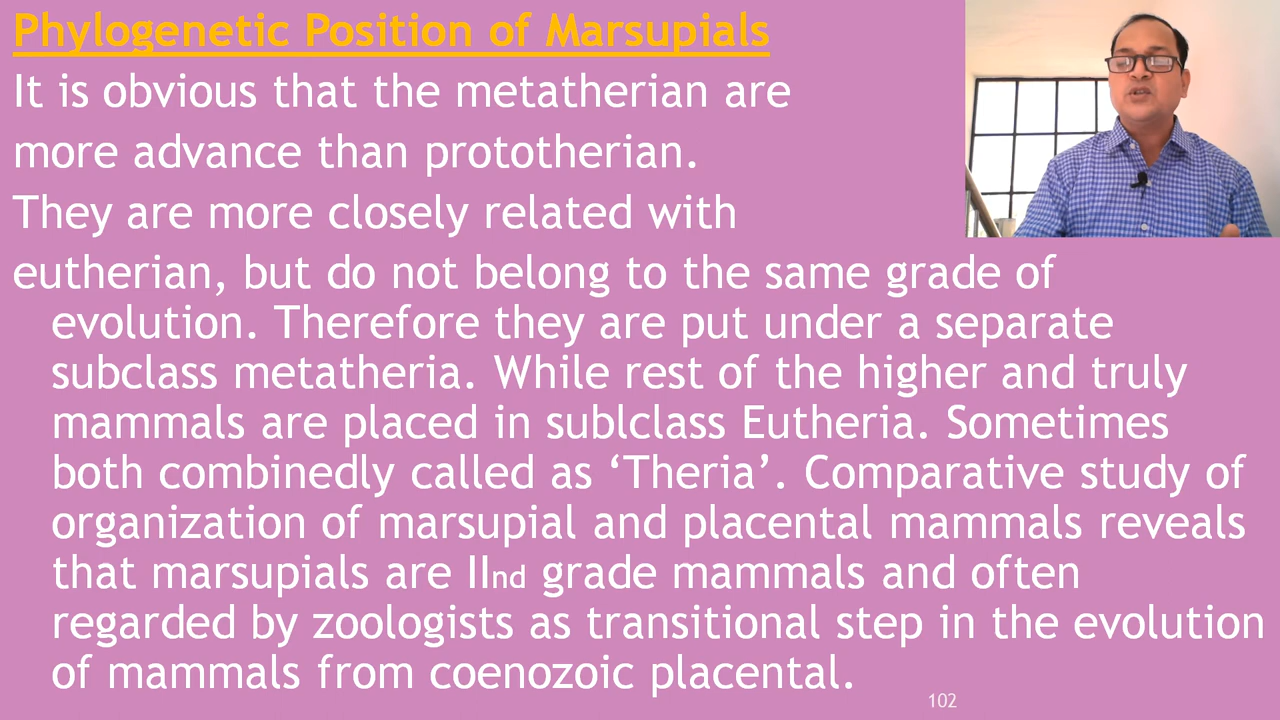 Phylogenetic Position of Marsupials
It is obvious that the metatherian are
more advance than prototherian.
They are more closely related with
eutherian, but do not belong to the same grade of
evolution. Therefore they are put under a separate
subclass metatheria. While rest of the higher and truly
mammals are placed in sublclass Eutheria. Sometimes
both combinedly called as ‘Theria’. Comparative study of
organization of marsupial and placental mammals reveals
that marsupials are IInd grade mammals and often
regarded by zoologists as transitional step in the evolution
of mammals from coenozoic placental.
102